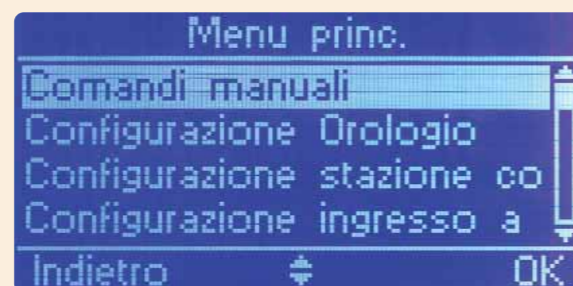 Menu princ.
Comandi manuali
Configurazione Orologio
Configurazione stazione co
Configurazione ingresso a
Indietro OK